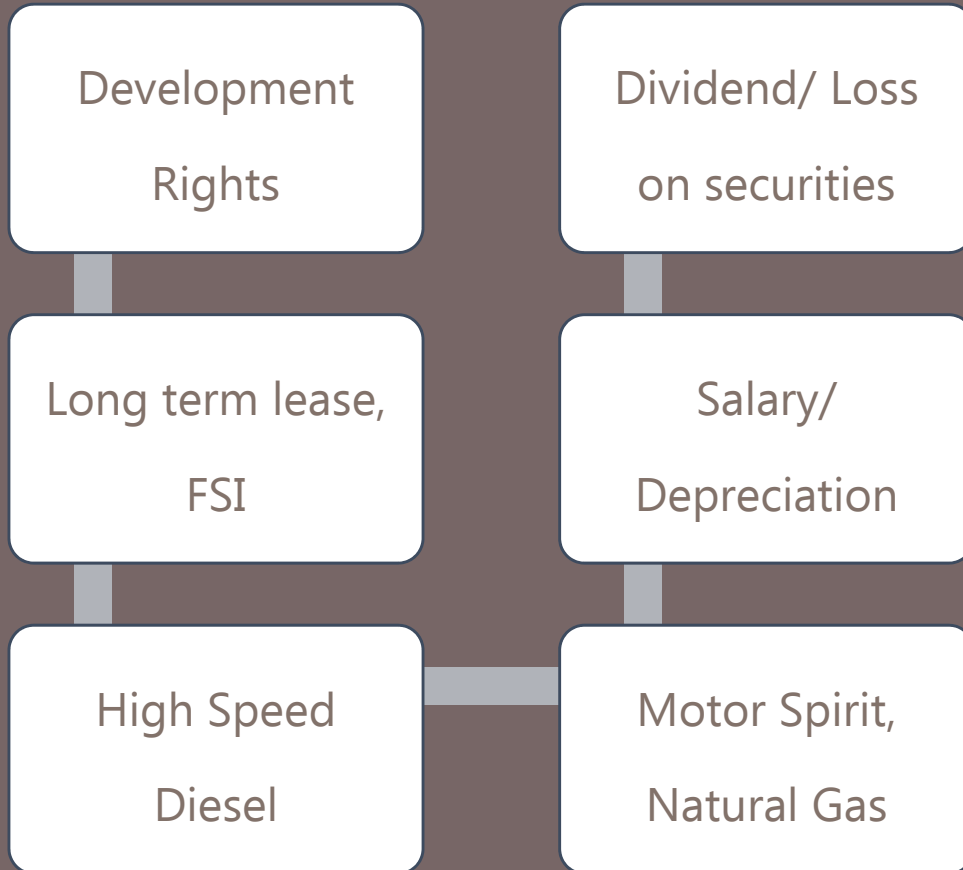 Development
Rights
Long term lease,
FSI
High Speed
Diesel
Motor Spirit,
Natural Gas
Salary/
Depreciation
Dividend/ Loss
on securities